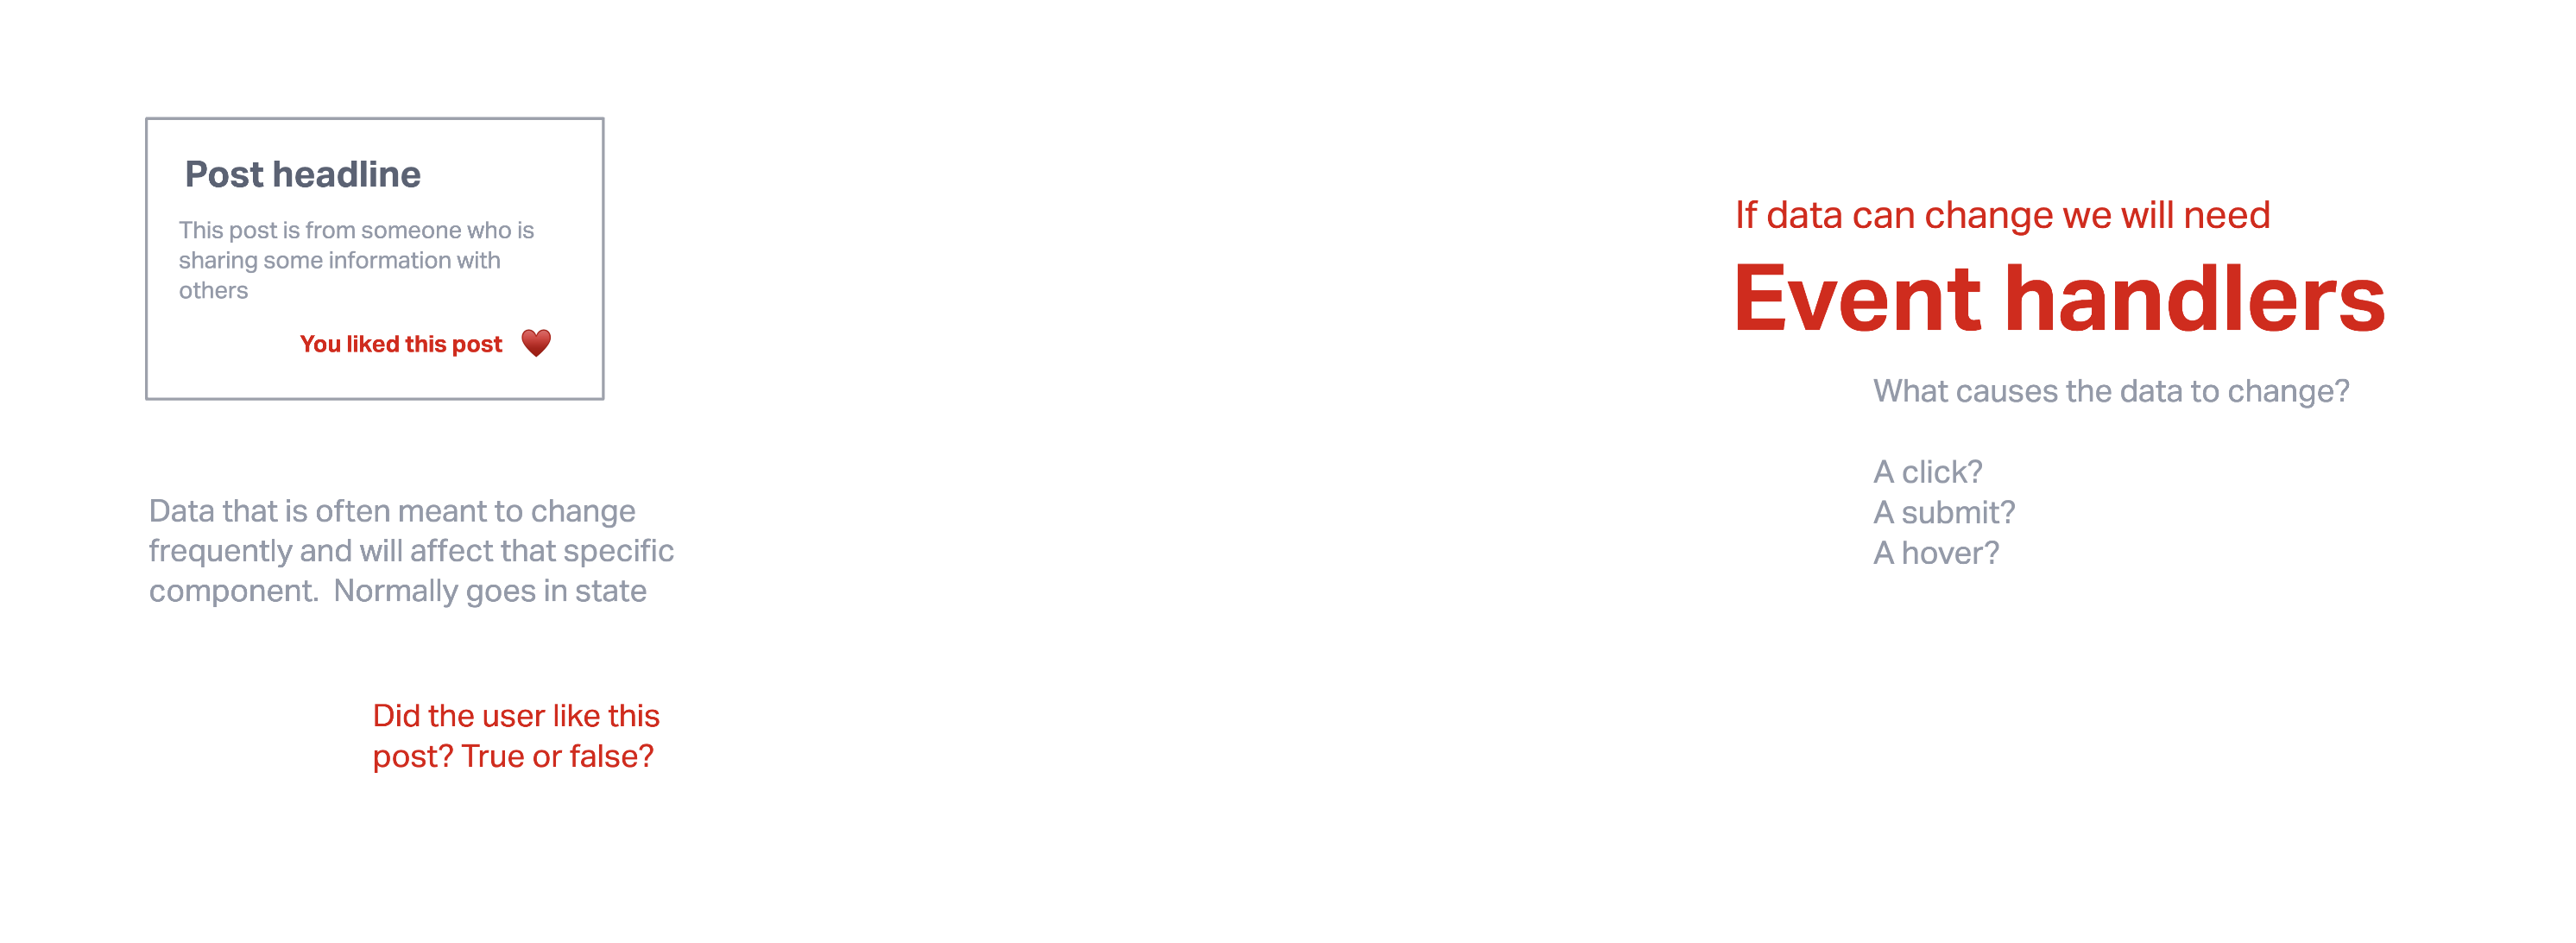 Post headline
This post is from someone who is
sharing some information with
others
You liked this post
Data that is often meant to change
frequently and will affect that specific
component.  Normally goes in state
Did the user like this
post? True or false?
If data can change we will need
Event handlers
What causes the data to change?
A click?
A submit?
A hover?